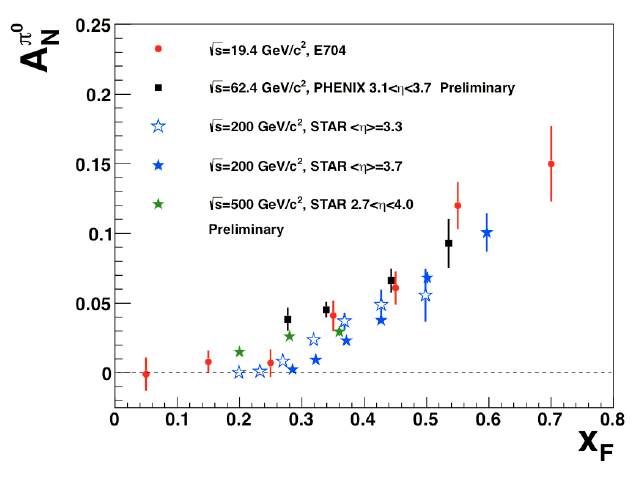 A_N^{π^0}
0.25
0.2
0.15
0.1
0.05
0
√s=19.4 GeV/c², E704
√s=62.4 GeV/c², PHENIX 3.1<η<3.7 Preliminary
√s=200 GeV/c², STAR <η>=3.3
√s=200 GeV/c², STAR <η>=3.7
√s=500 GeV/c², STAR 2.7<η<4.0
Preliminary
0 0.1 0.2 0.3 0.4 0.5 0.6 0.7 0.8
x_F